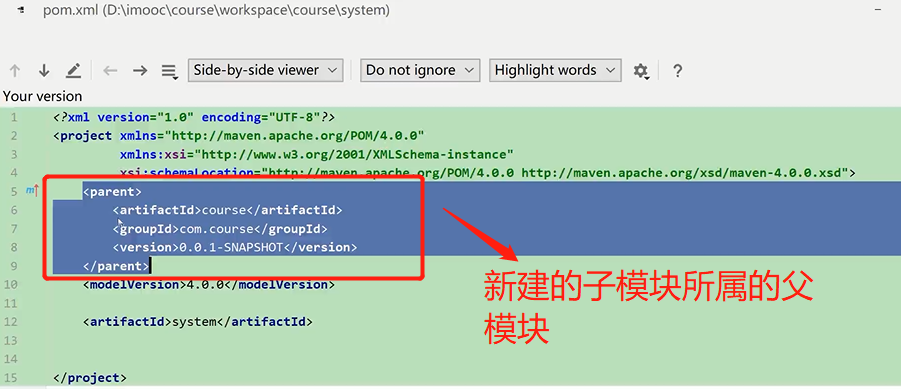 pom.xml (D:\imooc\course\workspace\course\system)
Side-by-side viewer
Do not ignore
Highlight words
?
Your version
1 <?xml version="1.0" encoding="UTF-8"?>
2 <project xmlns="http://maven.apache.org/POM/4.0.0"
3 xmlns:xsi="http://www.w3.org/2001/XMLSchema-instance"
4 xsi:schemaLocation="http://maven.apache.org/POM/4.0.0 http://maven.apache.org/xsd/maven-4.0.0.xsd">
5 <parent>
6 <artifactId>course</artifactId>
7 <groupId>com.course</groupId>
8 <version>0.0.1-SNAPSHOT</version>
9 </parent>
10 <modelVersion>4.0.0</modelVersion>
11
12 <artifactId>system</artifactId>
13
14
15 </project>
新建的子模块所属的父
模块